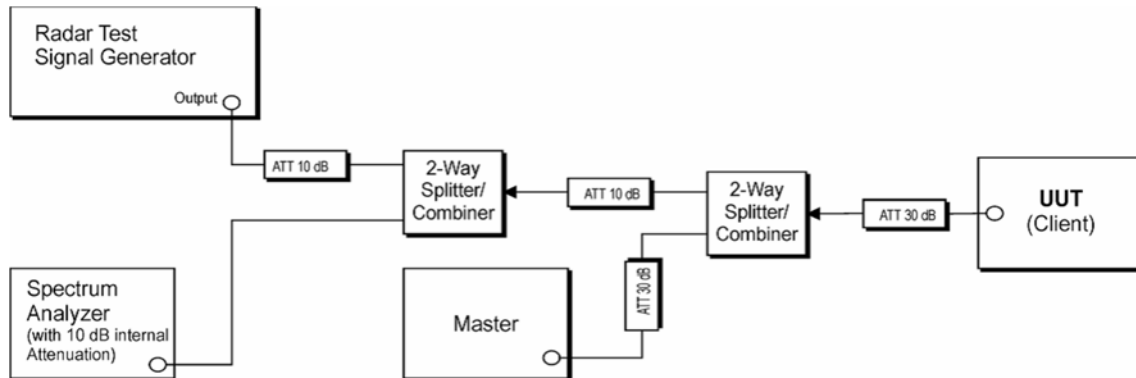 Radar Test
Signal Generator
Output
ATT 10 dB
2-Way
Splitter/
Combiner
ATT 10 dB
2-Way
Splitter/
Combiner
ATT 30 dB
UUT
(Client)
Spectrum
Analyzer
(with 10 dB internal
Attenuation)
Master
ATT 30 dB